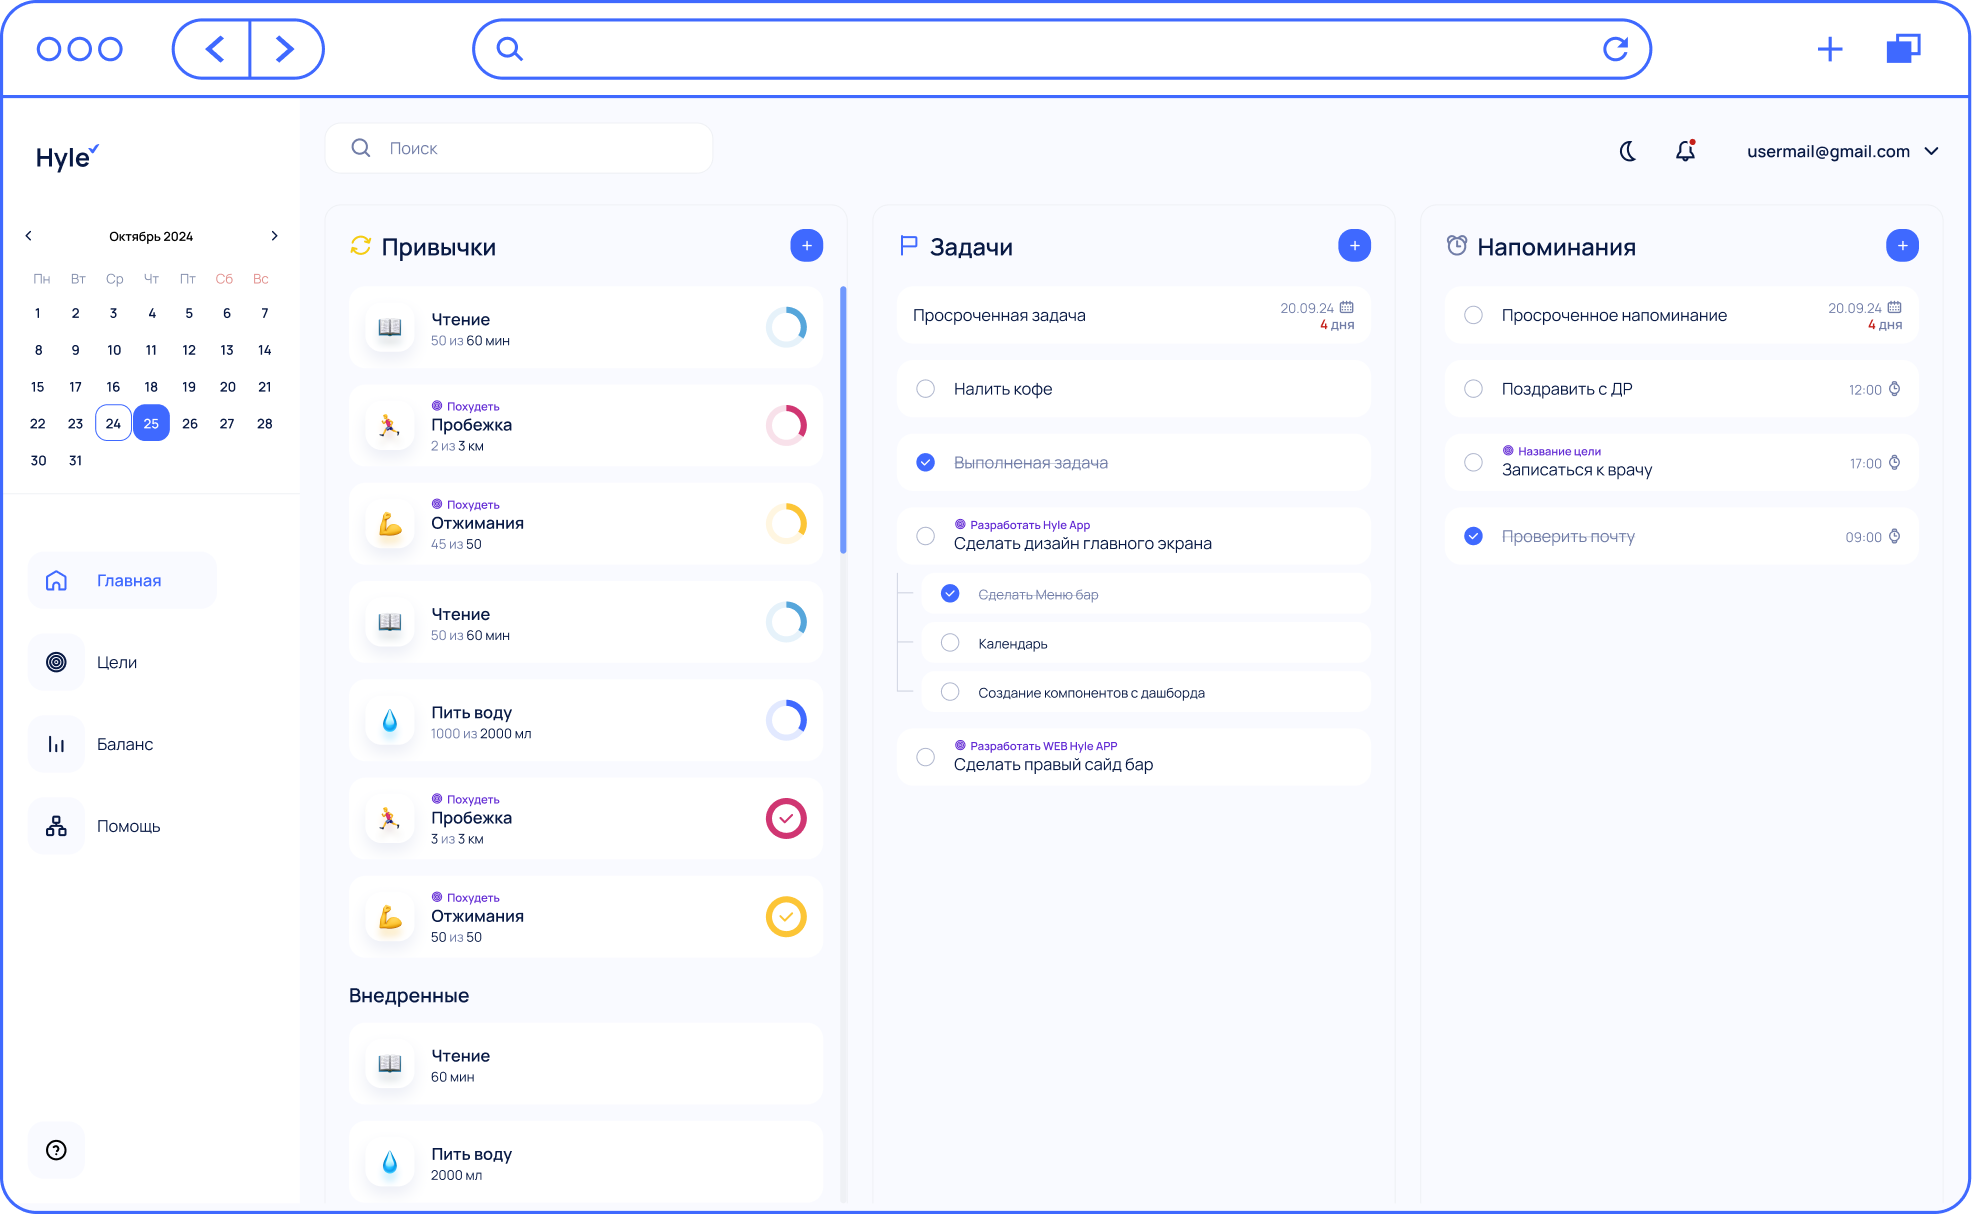 Hyle
Поиск
usermail@gmail.com
Октябрь 2024
Пн Вт Ср Чт Пт Сб Вс
1 2 3 4 5 6 7
8 9 10 11 12 13 14
15 17 16 18 19 20 21
22 23 24 25 26 27 28
30 31
Главная
Цели
Баланс
Помощь
Привычки
+
Чтение
50 из 60 мин
Похудеть
Пробежка
2 из 3 км
Похудеть
Отжимания
45 из 50
Чтение
50 из 60 мин
Пить воду
1000 из 2000 мл
Похудеть
Пробежка
3 из 3 км
Похудеть
Отжимания
50 из 50
Внедренные
Чтение
60 мин
Пить воду
2000 мл
Задачи
+
Просроченная задача
20.09.24
4 дня
Налить кофе
Выполненая задача
Разработать Hyle App
Сделать дизайн главного экрана
Сделать Меню бар
Календарь
Создание компонентов с дашборда
Разработать WEB Hyle APP
Сделать правый сайд бар
Напоминания
+
Просроченное напоминание
20.09.24
4 дня
Поздравить с ДР
12:00
Название цели
Записаться к врачу
17:00
Проверить почту
09:00
?